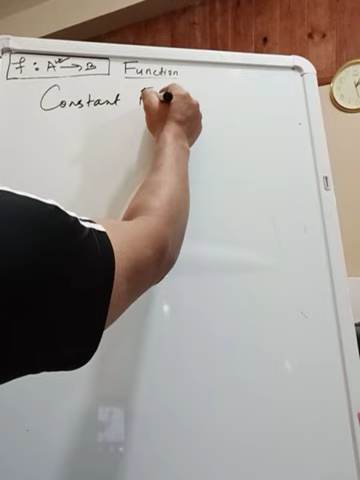 f : A → B Function
Constant F